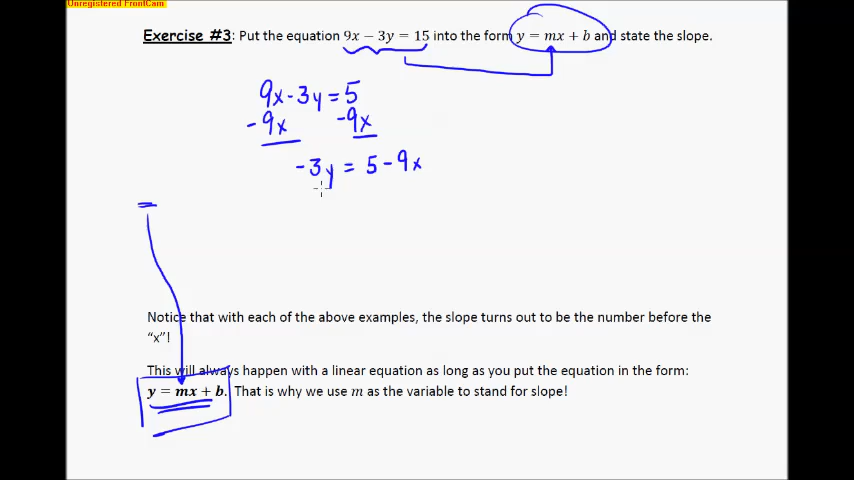 Unregistered FrontCam
Exercise #3: Put the equation 9x − 3y = 15 into the form y = mx + b and state the slope.
9x - 3y = 5
- 9x - 9x
- 3y = 5 - 9x
Notice that with each of the above examples, the slope turns out to be the number before the
“x”!
This will always happen with a linear equation as long as you put the equation in the form:
y = mx + b. That is why we use m as the variable to stand for slope!